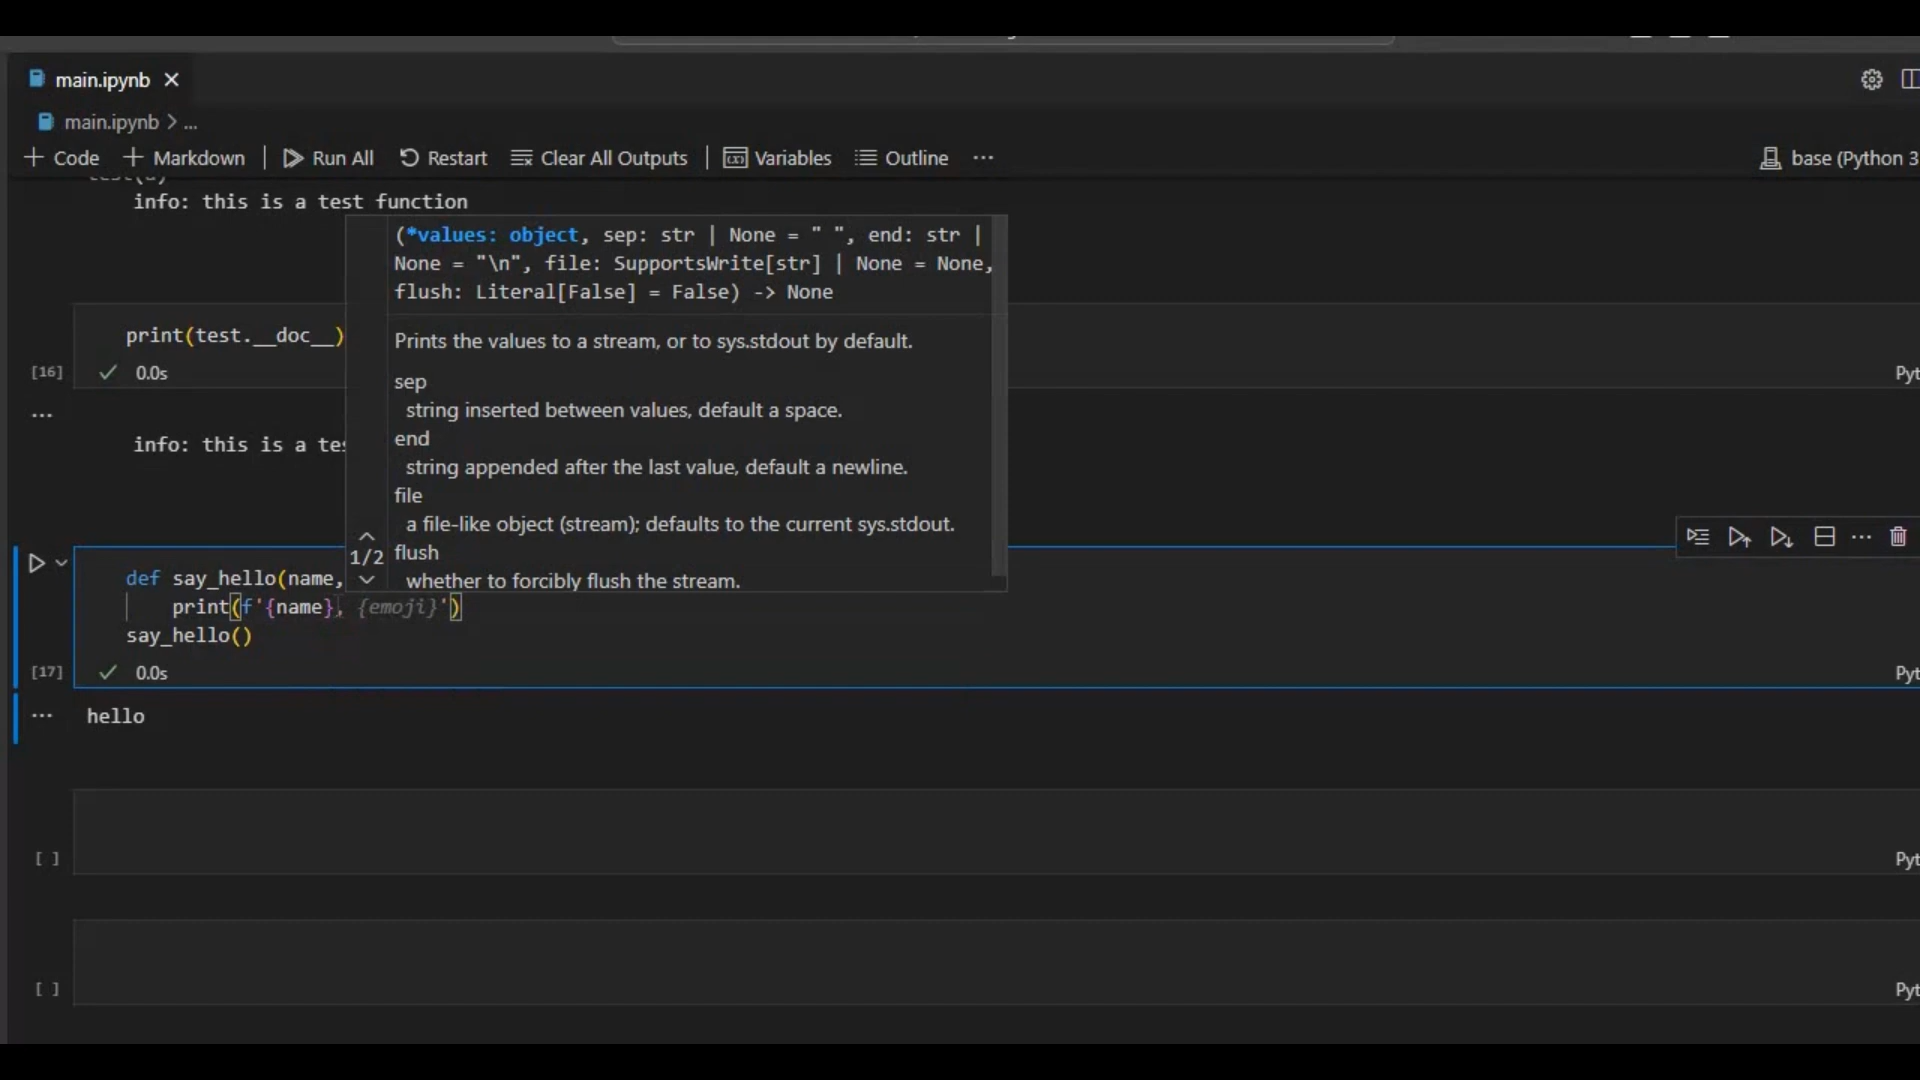 main.ipynb
main.ipynb > ...
Code Markdown Run All Restart Clear All Outputs Variables Outline ... base (Python 3
info: this is a test function
(*values: object, sep: str | None = " ", end: str |
None = "\n", file: SupportsWrite[str] | None = None,
flush: Literal[False] = False) -> None
print(test.__doc__)
Prints the values to a stream, or to sys.stdout by default.
[16] 0.0s Pyt
sep
string inserted between values, default a space.
end
info: this is a tes
string appended after the last value, default a newline.
file
a file-like object (stream); defaults to the current sys.stdout.
1/2
flush
whether to forcibly flush the stream.
def say_hello(name,
print(f'{name}, {emoji}')
say_hello()
[17] 0.0s Pyt
hello
[ ] Pyt
[ ] Pyt